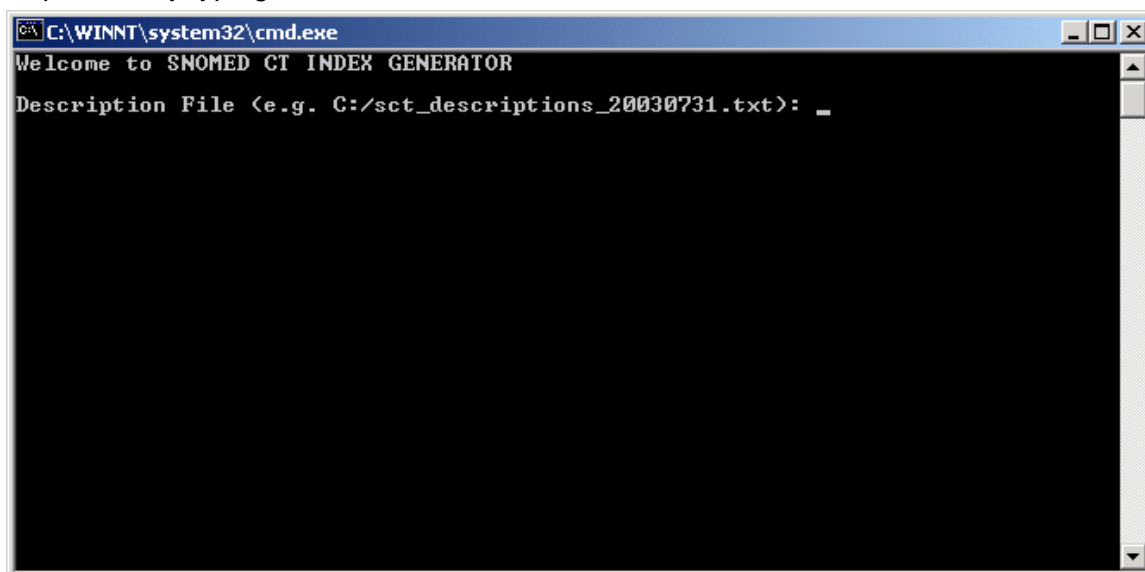 C:\WINNT\system32\cmd.exe
Welcome to SNOMED CT INDEX GENERATOR
Description File (e.g. C:/sct_descriptions_20030731.txt): _